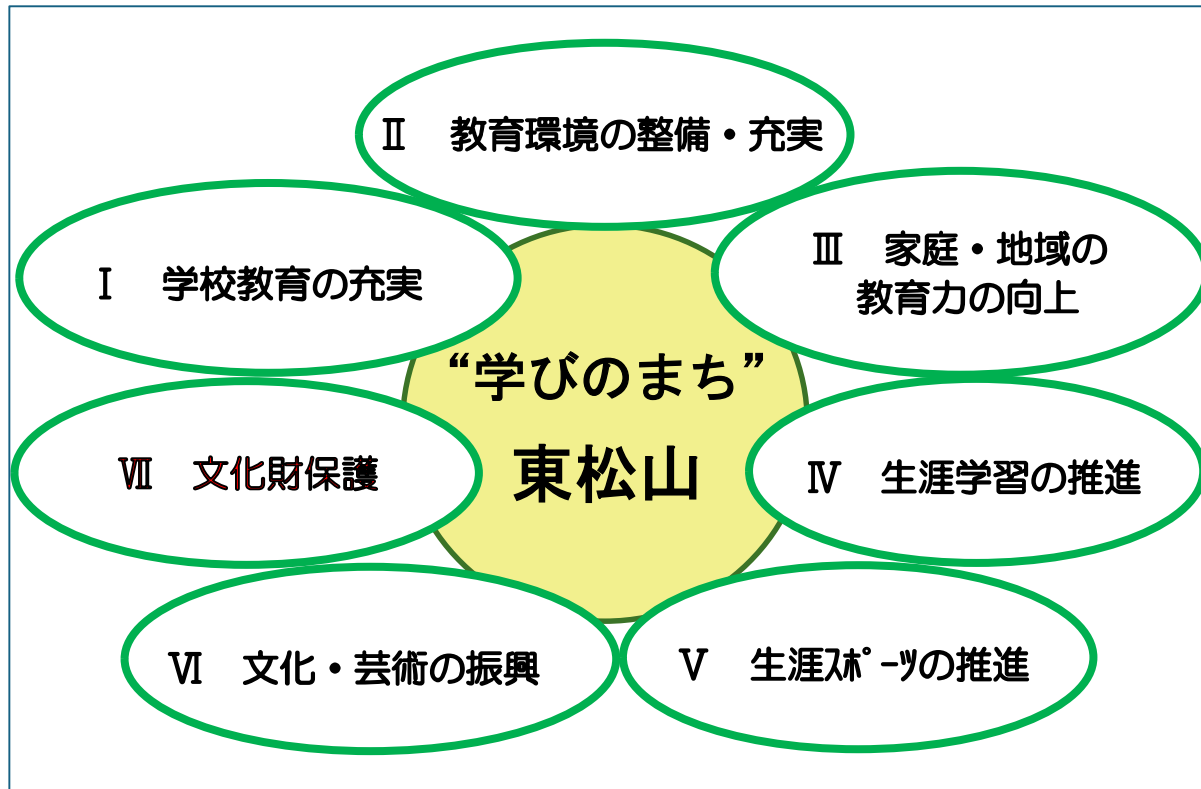 Ⅱ　教育環境の整備・充実
Ⅰ　学校教育の充実
Ⅲ　家庭・地域の
教育力の向上
“学びのまち”
東松山
Ⅶ　文化財保護
Ⅳ　生涯学習の推進
Ⅵ　文化・芸術の振興
Ⅴ　生涯ｽﾎﾟｰﾂの推進